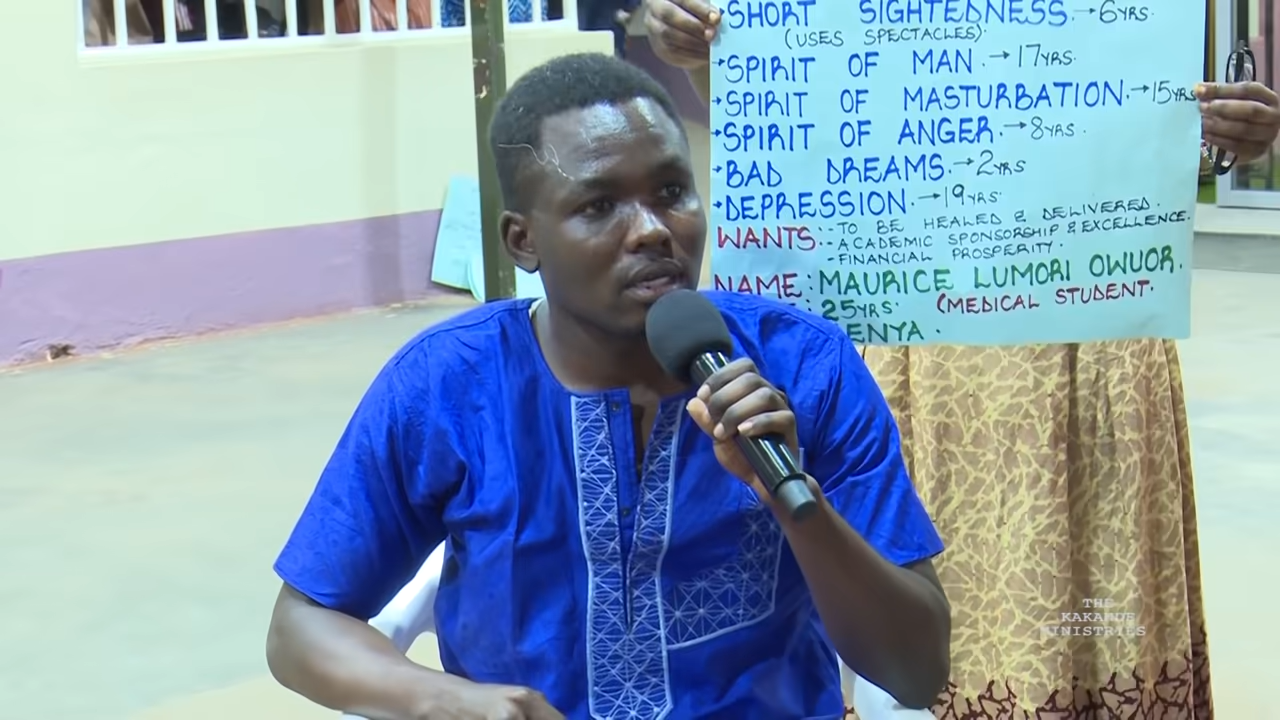 SHORT SIGHTEDNESS. → 6YRS.
(USES SPECTACLES).
SPIRIT OF MAN. → 17YRS.
SPIRIT OF MASTURBATION. → 15YRS
SPIRIT OF ANGER. → 8YRS.
BAD DREAMS. → 2YRS
DEPRESSION. → 19YRS.
WANTS:- TO BE HEALED & DELIVERED.
- ACADEMIC SPONSORSHIP & EXCELLENCE.
- FINANCIAL PROSPERITY.
NAME: MAURICE LUMORI OWUOR.
: 25YRS (MEDICAL STUDENT.
ENYA.
THE
KAKANDE
MINISTRIES